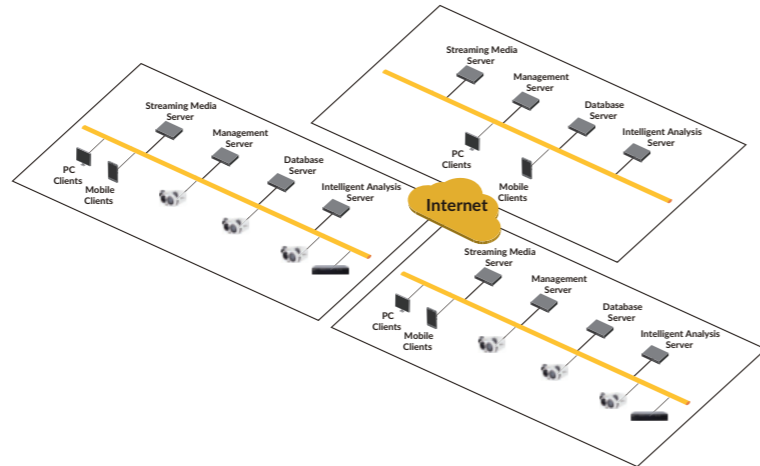 Streaming Media
Server
Management
Server
Database
Server
Intelligent Analysis
Server
PC
Clients
Mobile
Clients
Streaming Media
Server
Management
Server
Database
Server
Intelligent Analysis
Server
PC
Clients
Mobile
Clients
Internet
Streaming Media
Server
Management
Server
Database
Server
Intelligent Analysis
Server
PC
Clients
Mobile
Clients